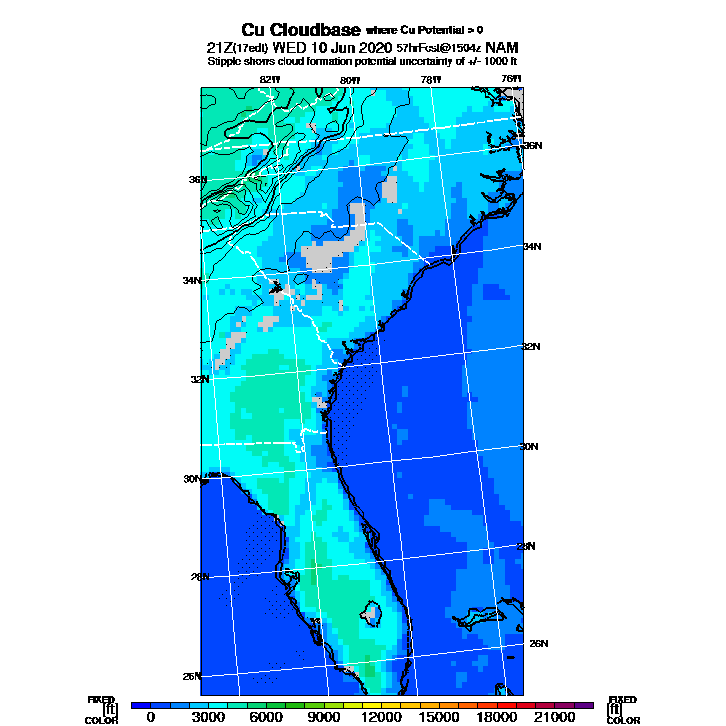 Cu Cloudbase where Cu Potential > 0
21Z(17edt) WED 10 Jun 2020 57hrFcst@1504z NAM
Stipple shows cloud formation potential uncertainty of +/- 1000 ft
82W 80W 78W 76W
36N
36N
34N
34N
32N
32N
30N
30N
28N
28N
26N
26N
FIXED [ft] COLOR
0 3000 6000 9000 12000 15000 18000 21000
FIXED [ft] COLOR